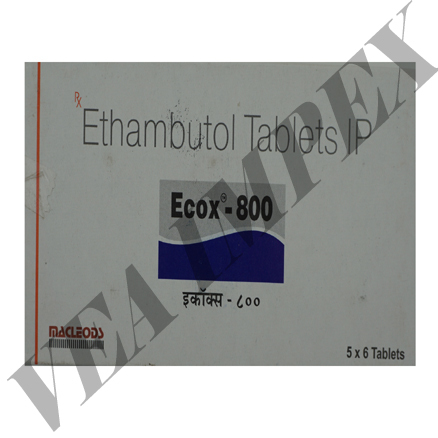 Rx
Ethambutol Tablets IP
Ecox®-800
इकॉक्स - ८००
MACLEODS
5 x 6 Tablets
VEA IMPEX